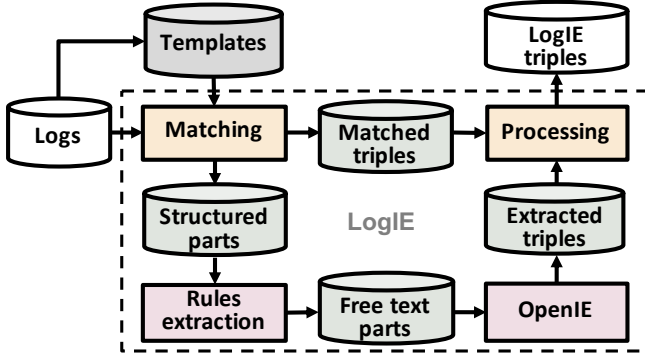 Templates
LogIE
triples
Logs
Matching
Matched
triples
Processing
Structured
parts
LogIE
Extracted
triples
Rules
extraction
Free text
parts
OpenIE